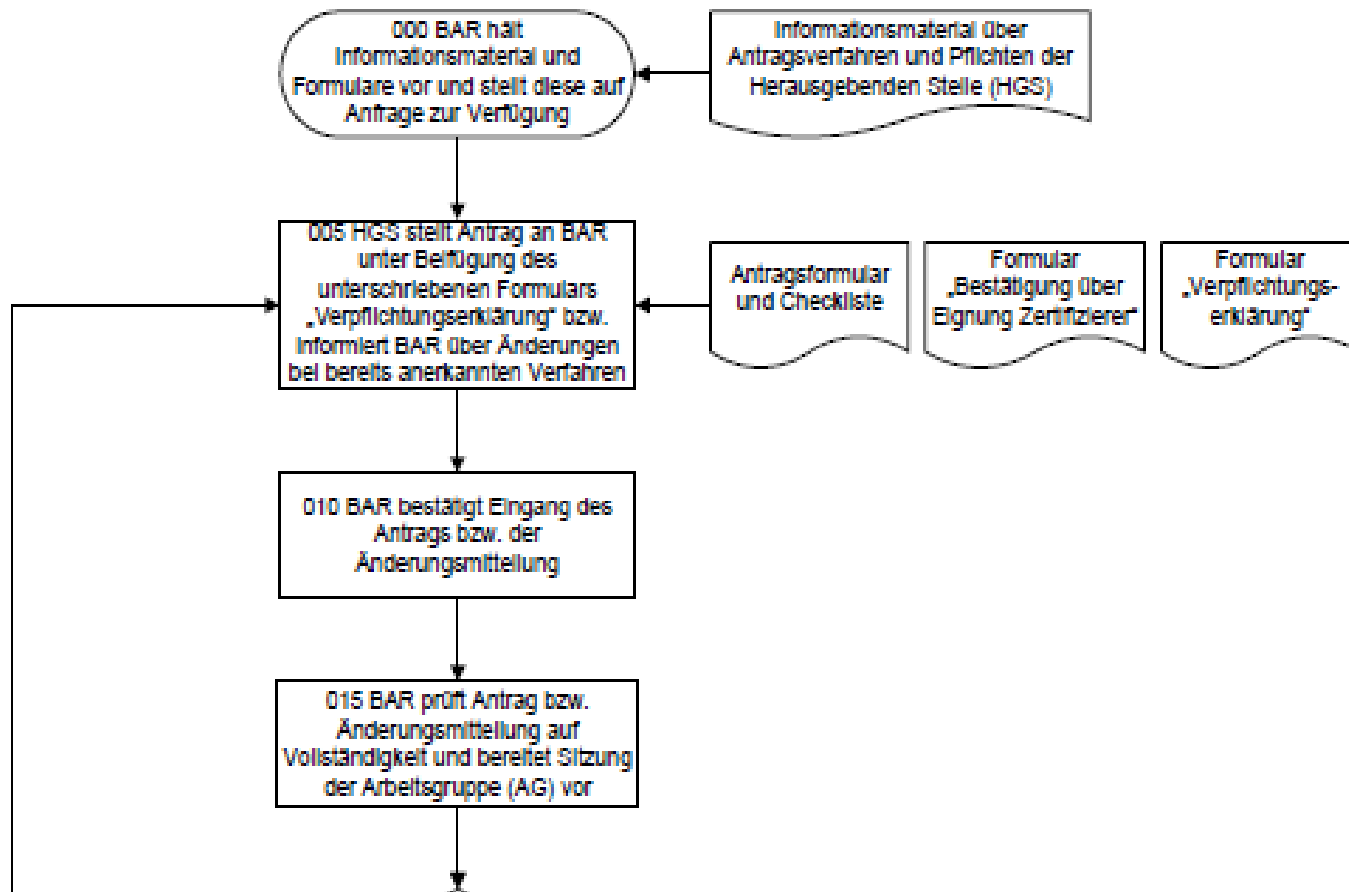 000 BAR hält
Informationsmaterial und
Formulare vor und stellt diese auf
Anfrage zur Verfügung
Informationsmaterial über
Antragsverfahren und Pflichten der
Herausgebenden Stelle (HGS)
005 HGS stellt Antrag an BAR
unter Beifügung des
unterschriebenen Formulars
„Verpflichtungserklärung“ bzw.
informiert BAR über Änderungen
bei bereits anerkannten Verfahren
Antragsformular
und Checkliste
Formular
„Bestätigung über
Eignung Zertifizierer“
Formular
„Verpflichtungs-
erklärung“
010 BAR bestätigt Eingang des
Antrags bzw. der
Änderungsmitteilung
015 BAR prüft Antrag bzw.
Änderungsmitteilung auf
Vollständigkeit und bereitet Sitzung
der Arbeitsgruppe (AG) vor